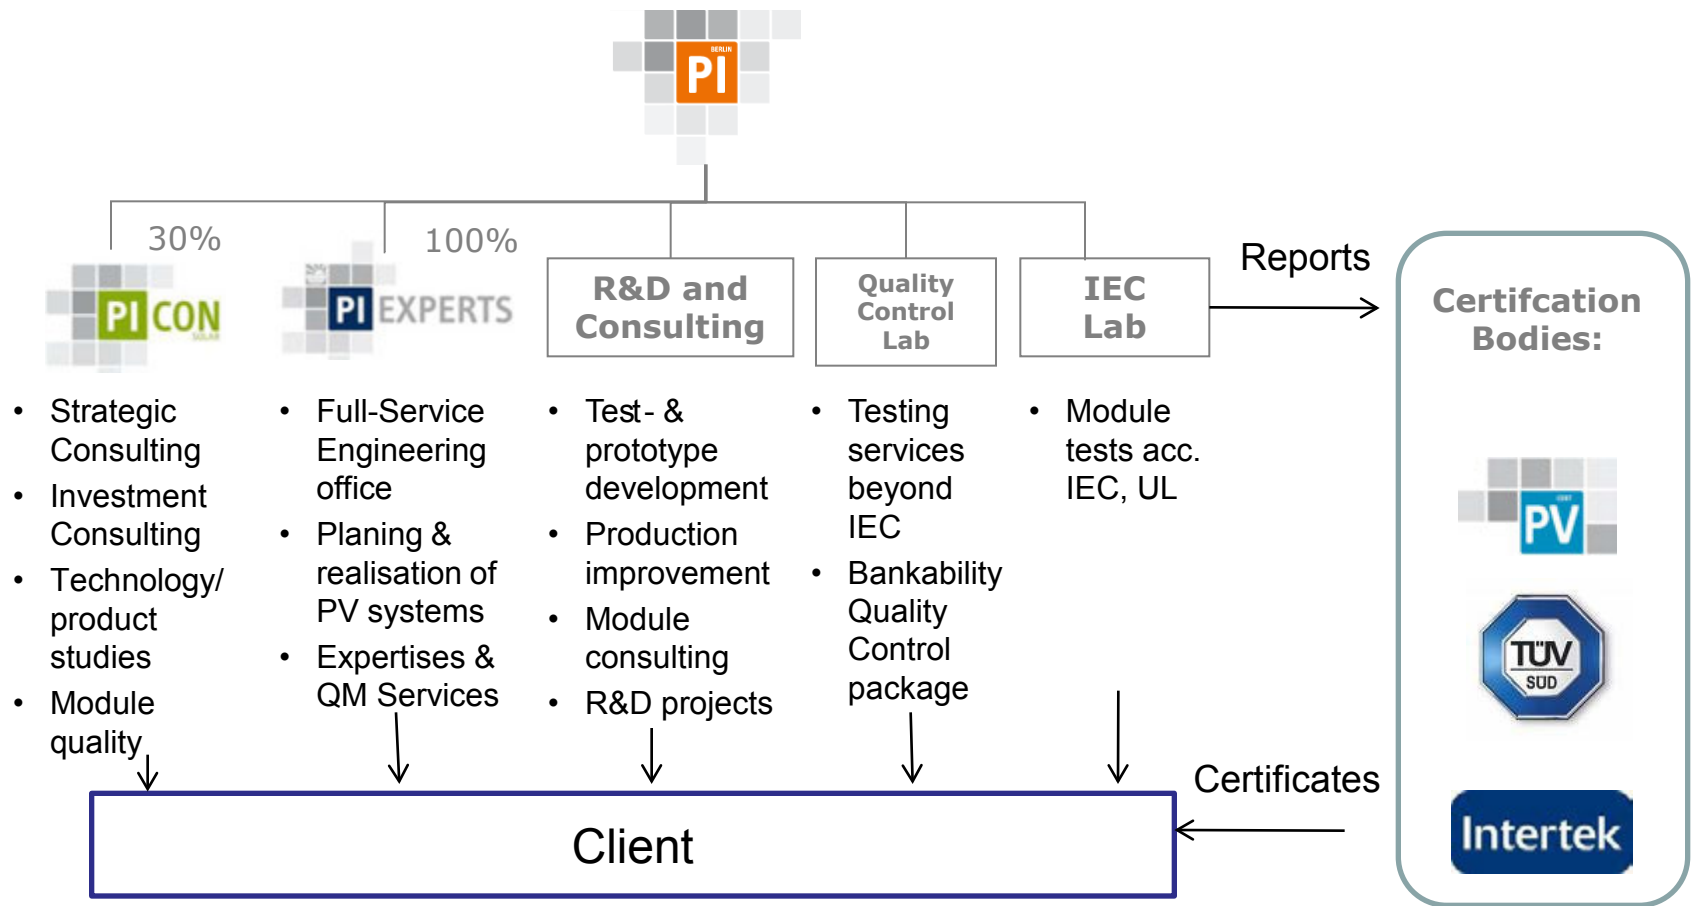 BERLIN
PI
30%
100%
PI CON
SOLAR
PI EXPERTS
R&D and
Consulting
Quality
Control
Lab
IEC
Lab
Reports
Certifcation
Bodies:
• Strategic
Consulting
• Investment
Consulting
• Technology/
product
studies
• Module
quality
• Full-Service
Engineering
office
• Planing &
realisation of
PV systems
• Expertises &
QM Services
• Test- &
prototype
development
• Production
improvement
• Module
consulting
• R&D projects
• Testing
services
beyond
IEC
• Bankability
Quality
Control
package
• Module
tests acc.
IEC, UL
CERT
PV
TÜV
SÜD
Certificates
Intertek
Client